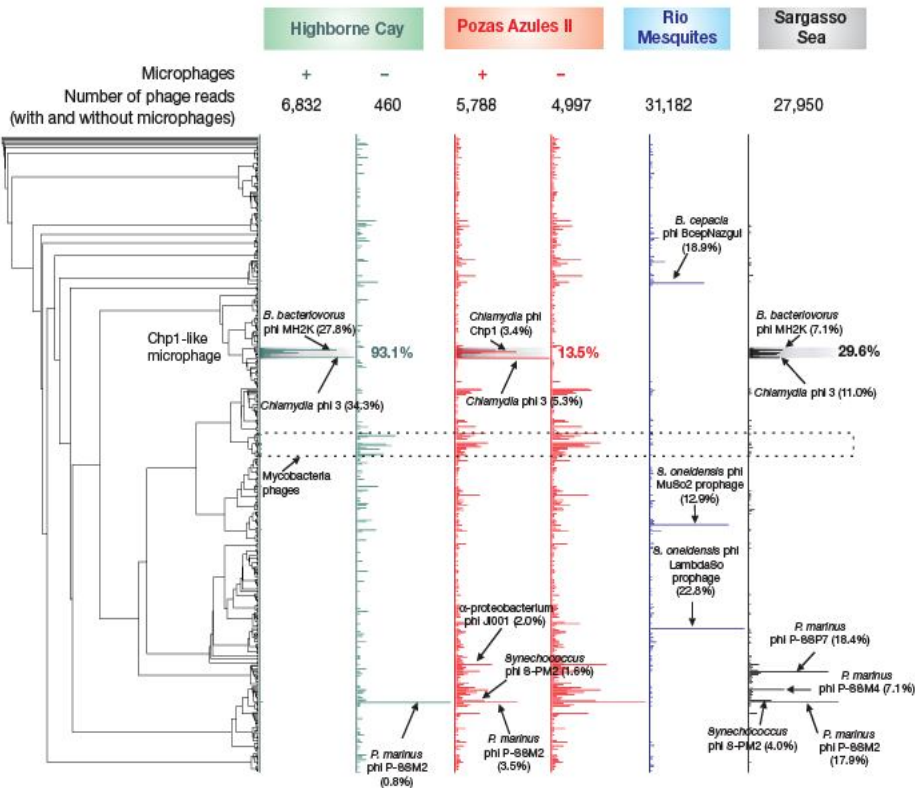 Highborne Cay
Pozas Azules II
Rio
Mesquites
Sargasso
Sea
Microphages
+
–
+
–
Number of phage reads
(with and without microphages)
6,832
460
5,788
4,997
31,182
27,950
B. cepacia
phi BcepNazgul
(18.9%)
Chp1-like
microphage
B. bacteriovorus
phi MH2K (27.8%)
93.1%
Chlamydia phi 3 (34.3%)
Chlamydia phi
Chp1 (3.4%)
13.5%
Chlamydia phi 3 (5.3%)
B. bacteriovorus
phi MH2K (7.1%)
29.6%
Chlamydia phi 3 (11.0%)
Mycobacteria
phages
S. oneidensis phi
MuSo2 prophage
(12.9%)
S. oneidensis phi
LambdaSo
prophage
(22.8%)
α-proteobacterium
phi JI001 (2.0%)
Synechococcus
phi S-PM2 (1.6%)
P. marinus
phi P-SSP7 (18.4%)
P. marinus
phi P-SSM4 (7.1%)
P. marinus
phi P-SSM2
(0.8%)
P. marinus
phi P-SSM2
(3.5%)
Synechococcus
phi S-PM2 (4.0%)
P. marinus
phi P-SSM2
(17.9%)